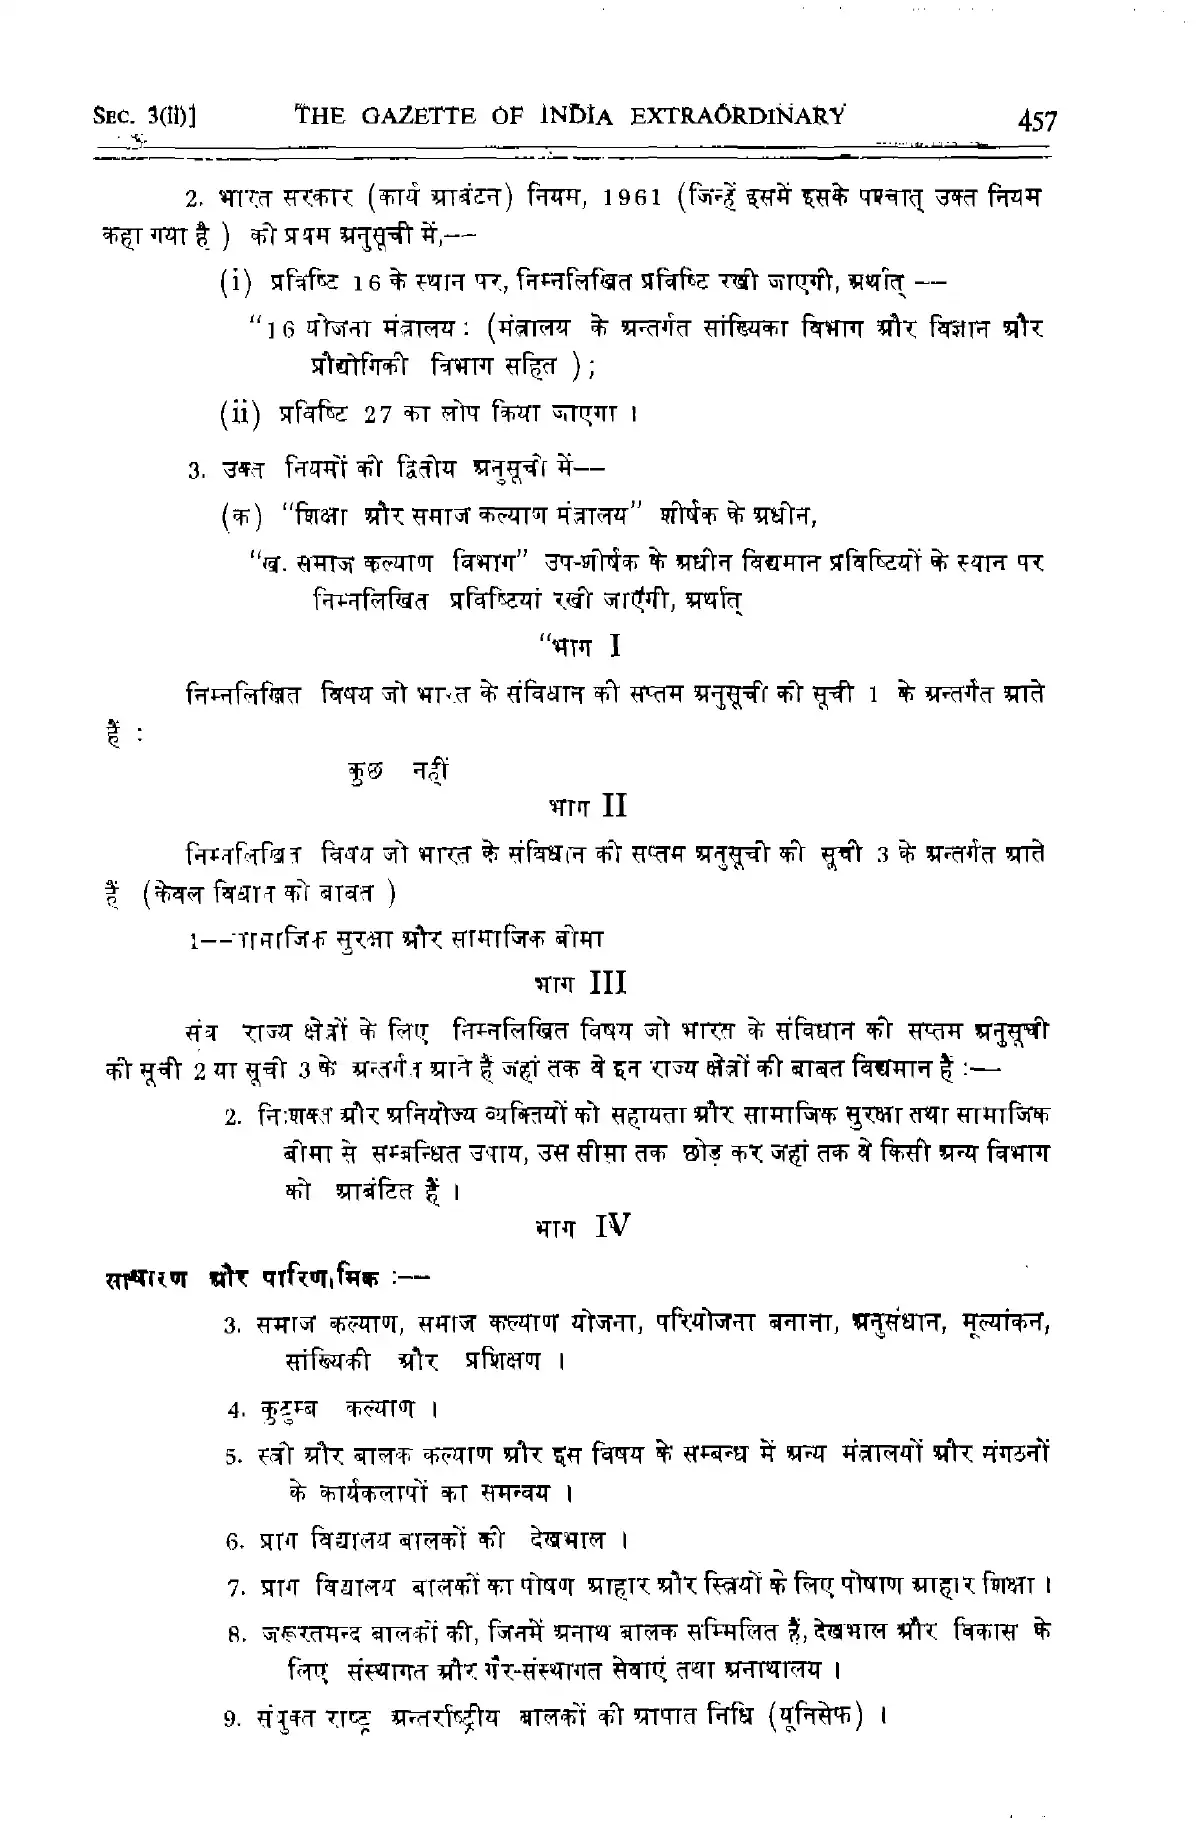 SEC. 3(ii)] THE GAZETTE OF INDIA EXTRAORDINARY 457
2. भारत सरकार (कार्य आबंटन) नियम, 1961 (जिन्हें इसमें इसके पश्चात् उक्त नियम
कहा गया है ) की प्रथम अनुसूची में,--
(i) प्रविष्टि 16 के स्थान पर, निम्नलिखित प्रविष्टि रखी जाएगी, अर्थात् --
"16 योजना मंत्रालय : (मंत्रालय के अन्तर्गत सांख्यिका विभाग और विज्ञान और
प्रौद्योगिकी विभाग सहित ) ;
(ii) प्रविष्टि 27 का लोप किया जाएगा ।
3. उक्त नियमों की द्वितीय अनुसूची में--
(क) "शिक्षा और समाज कल्याण मंत्रालय" शीर्षक के अधीन,
"ख. समाज कल्याण विभाग" उप-शीर्षक के अधीन विद्यमान प्रविष्टियों के स्थान पर
निम्नलिखित प्रविष्टियां रखी जाएँगी, अर्थात्
"भाग I
निम्नलिखित विषय जो भारत के संविधान की सप्तम अनुसूची की सूची 1 के अन्तर्गत आते
हैं :
कुछ नहीं
भाग II
निम्नलिखित विषय जो भारत के संविधान की सप्तम अनुसूची की सूची 3 के अन्तर्गत आते
हैं (केवल विधान की बाबत )
1--सामाजिक सुरक्षा और सामाजिक बीमा
भाग III
संघ राज्य क्षेत्रों के लिए निम्नलिखित विषय जो भारत के संविधान की सप्तम अनुसूची
की सूची 2 या सूची 3 के अन्तर्गत आते हैं जहां तक वे इन राज्य क्षेत्रों की बाबत विद्यमान हैं :--
2. निःशक्त और अनियोज्य व्यक्तियों को सहायता और सामाजिक सुरक्षा तथा सामाजिक
बीमा से सम्बन्धित उपाय, उस सीमा तक छोड़ कर जहां तक वे किसी अन्य विभाग
को आबंटित हैं ।
भाग IV
साधारण और पारिणामिक :--
3. समाज कल्याण, समाज कल्याण योजना, परियोजना बनाना, अनुसंधान, मूल्यांकन,
सांख्यिकी और प्रशिक्षण ।
4. कुटुम्ब कल्याण ।
5. स्त्री और बालक कल्याण और इस विषय के सम्बन्ध में अन्य मंत्रालयों और संगठनों
के कार्यकलापों का समन्वय ।
6. प्राग विद्यालय बालकों की देखभाल ।
7. प्राग विद्यालय बालकों का पोषण आहार और स्त्रियों के लिए पोषाण आहार शिक्षा ।
8. जरूरतमन्द बालकों की, जिनमें अनाथ बालक सम्मिलित हैं, देखभाल और विकास के
लिए संस्थागत और गैर-संस्थागत सेवाएं तथा अनाथालय ।
9. संयुक्त राष्ट्र अन्तर्राष्ट्रीय बालकों की आपात निधि (यूनिसेफ) ।